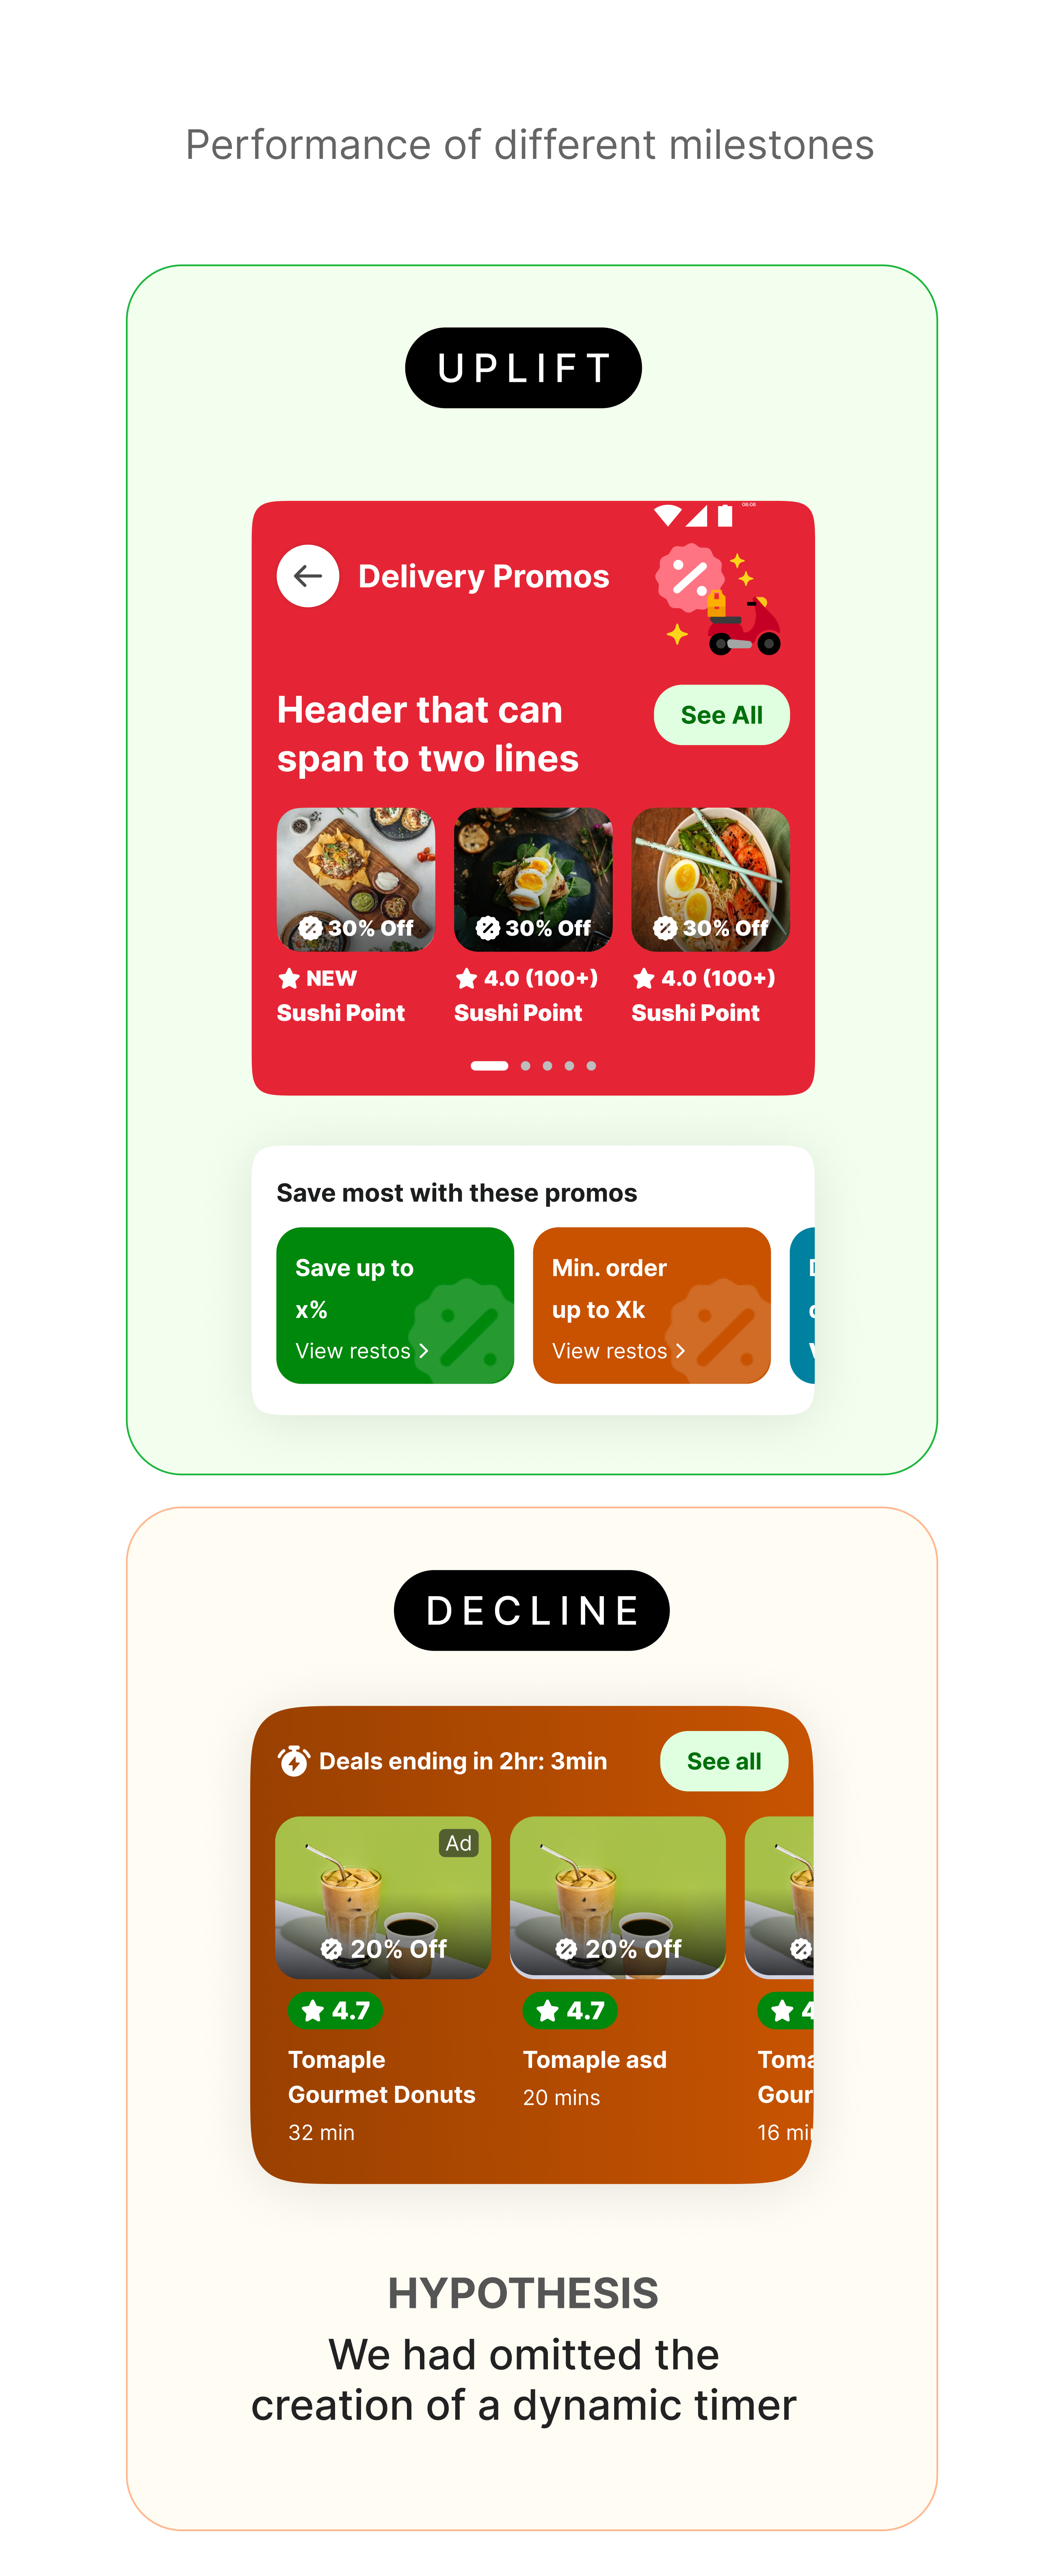 Performance of different milestones
UPLIFT
06:06
Delivery Promos
Header that can
span to two lines
See All
30% Off
30% Off
30% Off
NEW
4.0 (100+)
4.0 (100+)
Sushi Point
Sushi Point
Sushi Point
Save most with these promos
Save up to
x%
View restos
Min. order
up to Xk
View restos
DECLINE
Deals ending in 2hr: 3min
See all
Ad
20% Off
20% Off
4.7
4.7
4
Tomaple
Gourmet Donuts
32 min
Tomaple asd
20 mins
Toma
Gour
16 mi
HYPOTHESIS
We had omitted the
creation of a dynamic timer